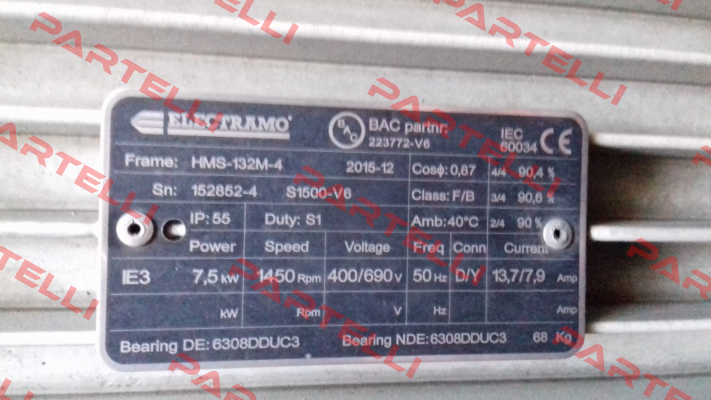 ELECTRAMO
BAC
BAC partnr:
223772-V6
IEC
60034 CE
Frame: HMS-132M-4 2015-12 Cosϕ: 0,87 4/4 90,4 %
Sn: 152852-4 S1500-V6 Class: F/B 3/4 90,6 %
IP: 55 Duty: S1 Amb: 40°C 2/4 90 %
Power Speed Voltage Freq Conn Current
IE3 7,5 kW 1450 Rpm 400/690 V 50 Hz D/Y 13,7/7,9 Amp
kW Rpm V Hz Amp
Bearing DE: 6308DDUC3 Bearing NDE: 6308DDUC3 68 Kg
PARTELLI
PARTELLI
PARTELLI
PARTELLI
PARTELLI
PARTELLI